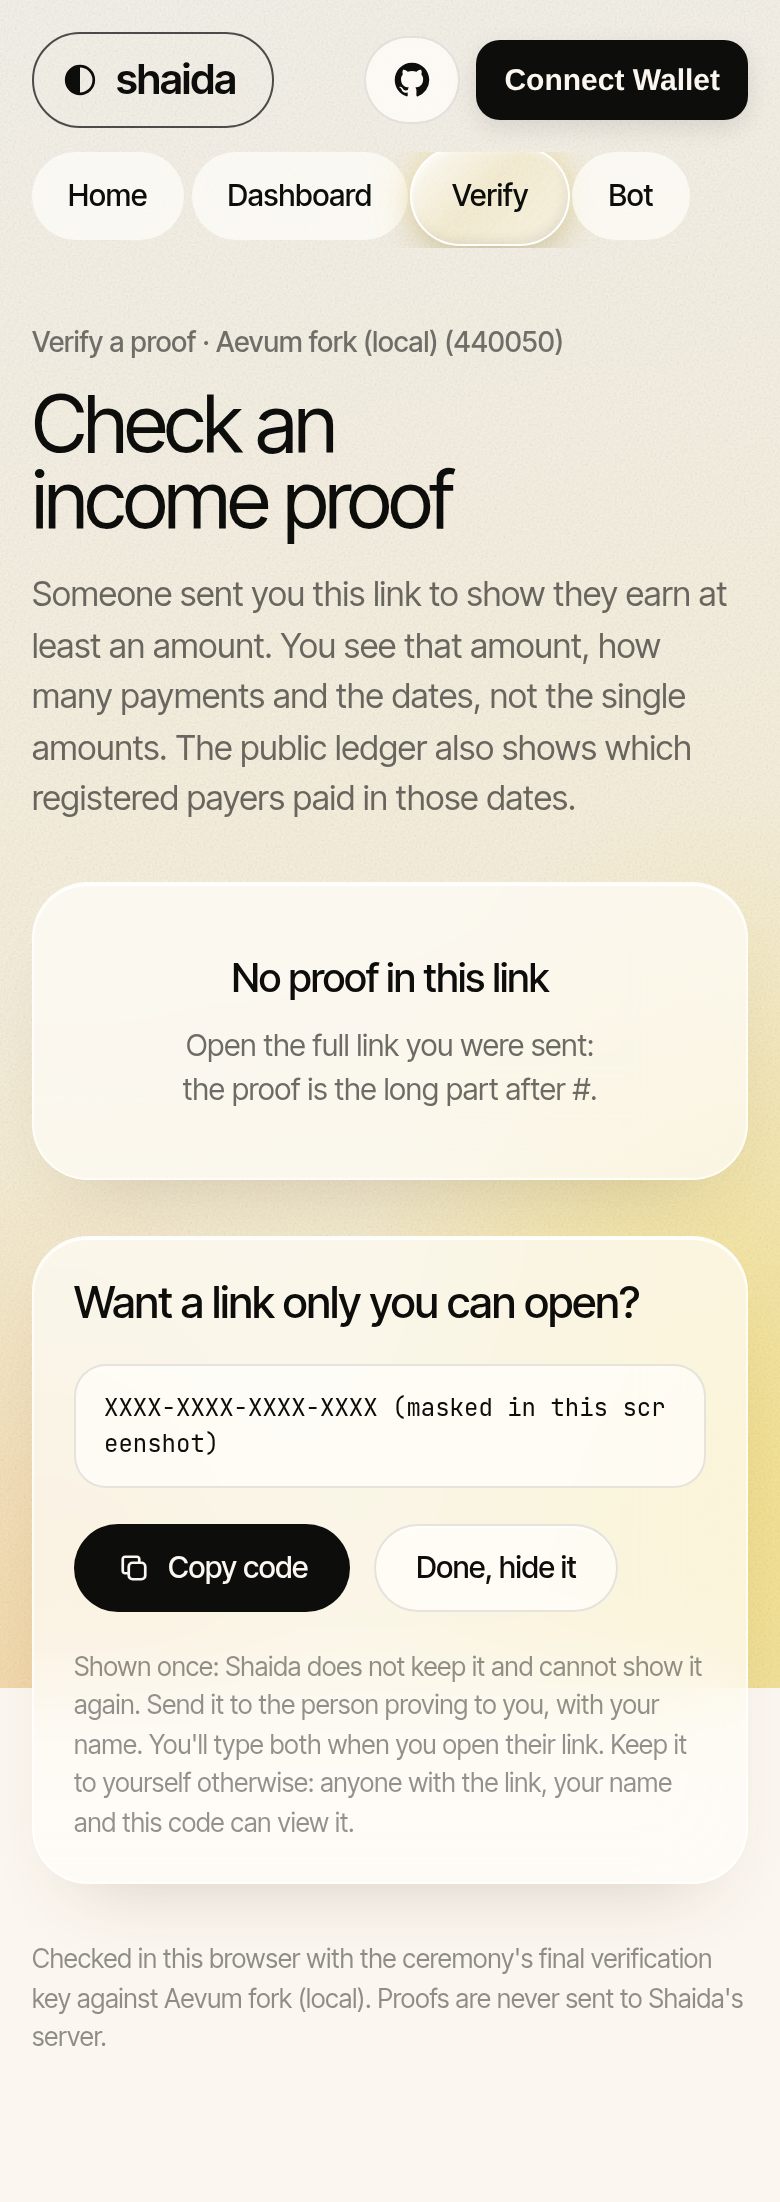 shaida
Connect Wallet
Home
Dashboard
Verify
Bot
Verify a proof · Aevum fork (local) (440050)
Check an
income proof
Someone sent you this link to show they earn at
least an amount. You see that amount, how
many payments and the dates, not the single
amounts. The public ledger also shows which
registered payers paid in those dates.
No proof in this link
Open the full link you were sent:
the proof is the long part after #.
Want a link only you can open?
XXXX-XXXX-XXXX-XXXX (masked in this scr
eenshot)
Copy code
Done, hide it
Shown once: Shaida does not keep it and cannot show it
again. Send it to the person proving to you, with your
name. You'll type both when you open their link. Keep it
to yourself otherwise: anyone with the link, your name
and this code can view it.
Checked in this browser with the ceremony's final verification
key against Aevum fork (local). Proofs are never sent to Shaida's
server.